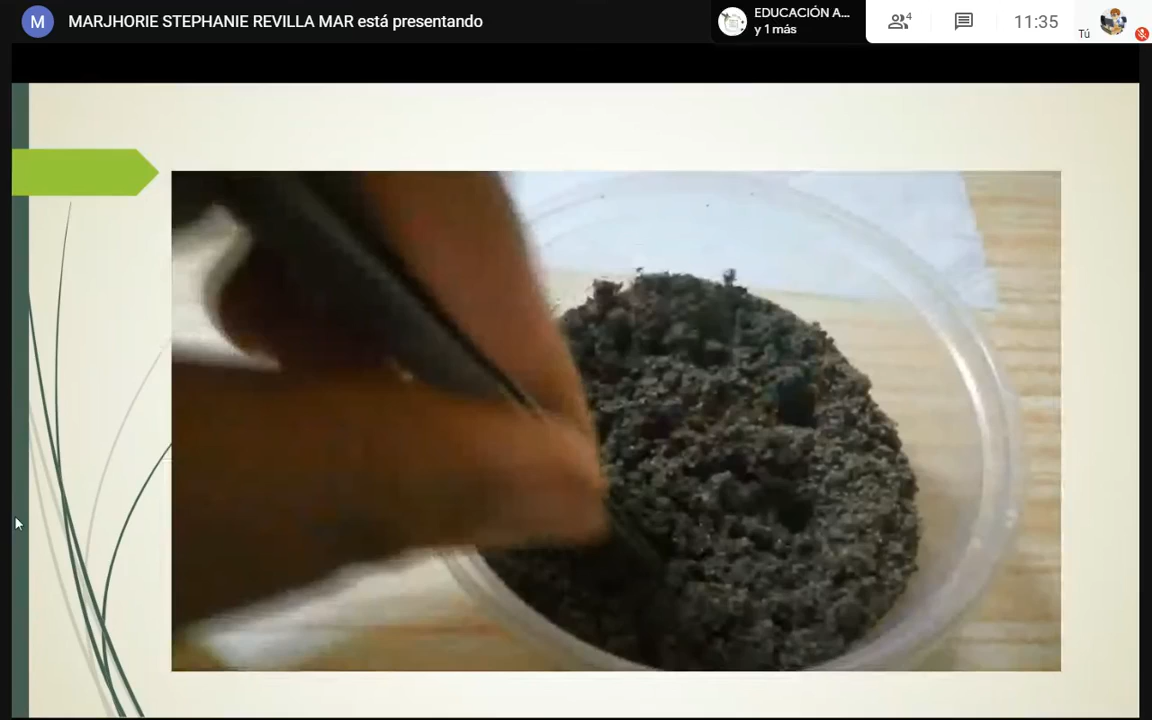 M
MARJHORIE STEPHANIE REVILLA MAR está presentando
EDUCACIÓN A...
y 1 más
4
11:35
Tú